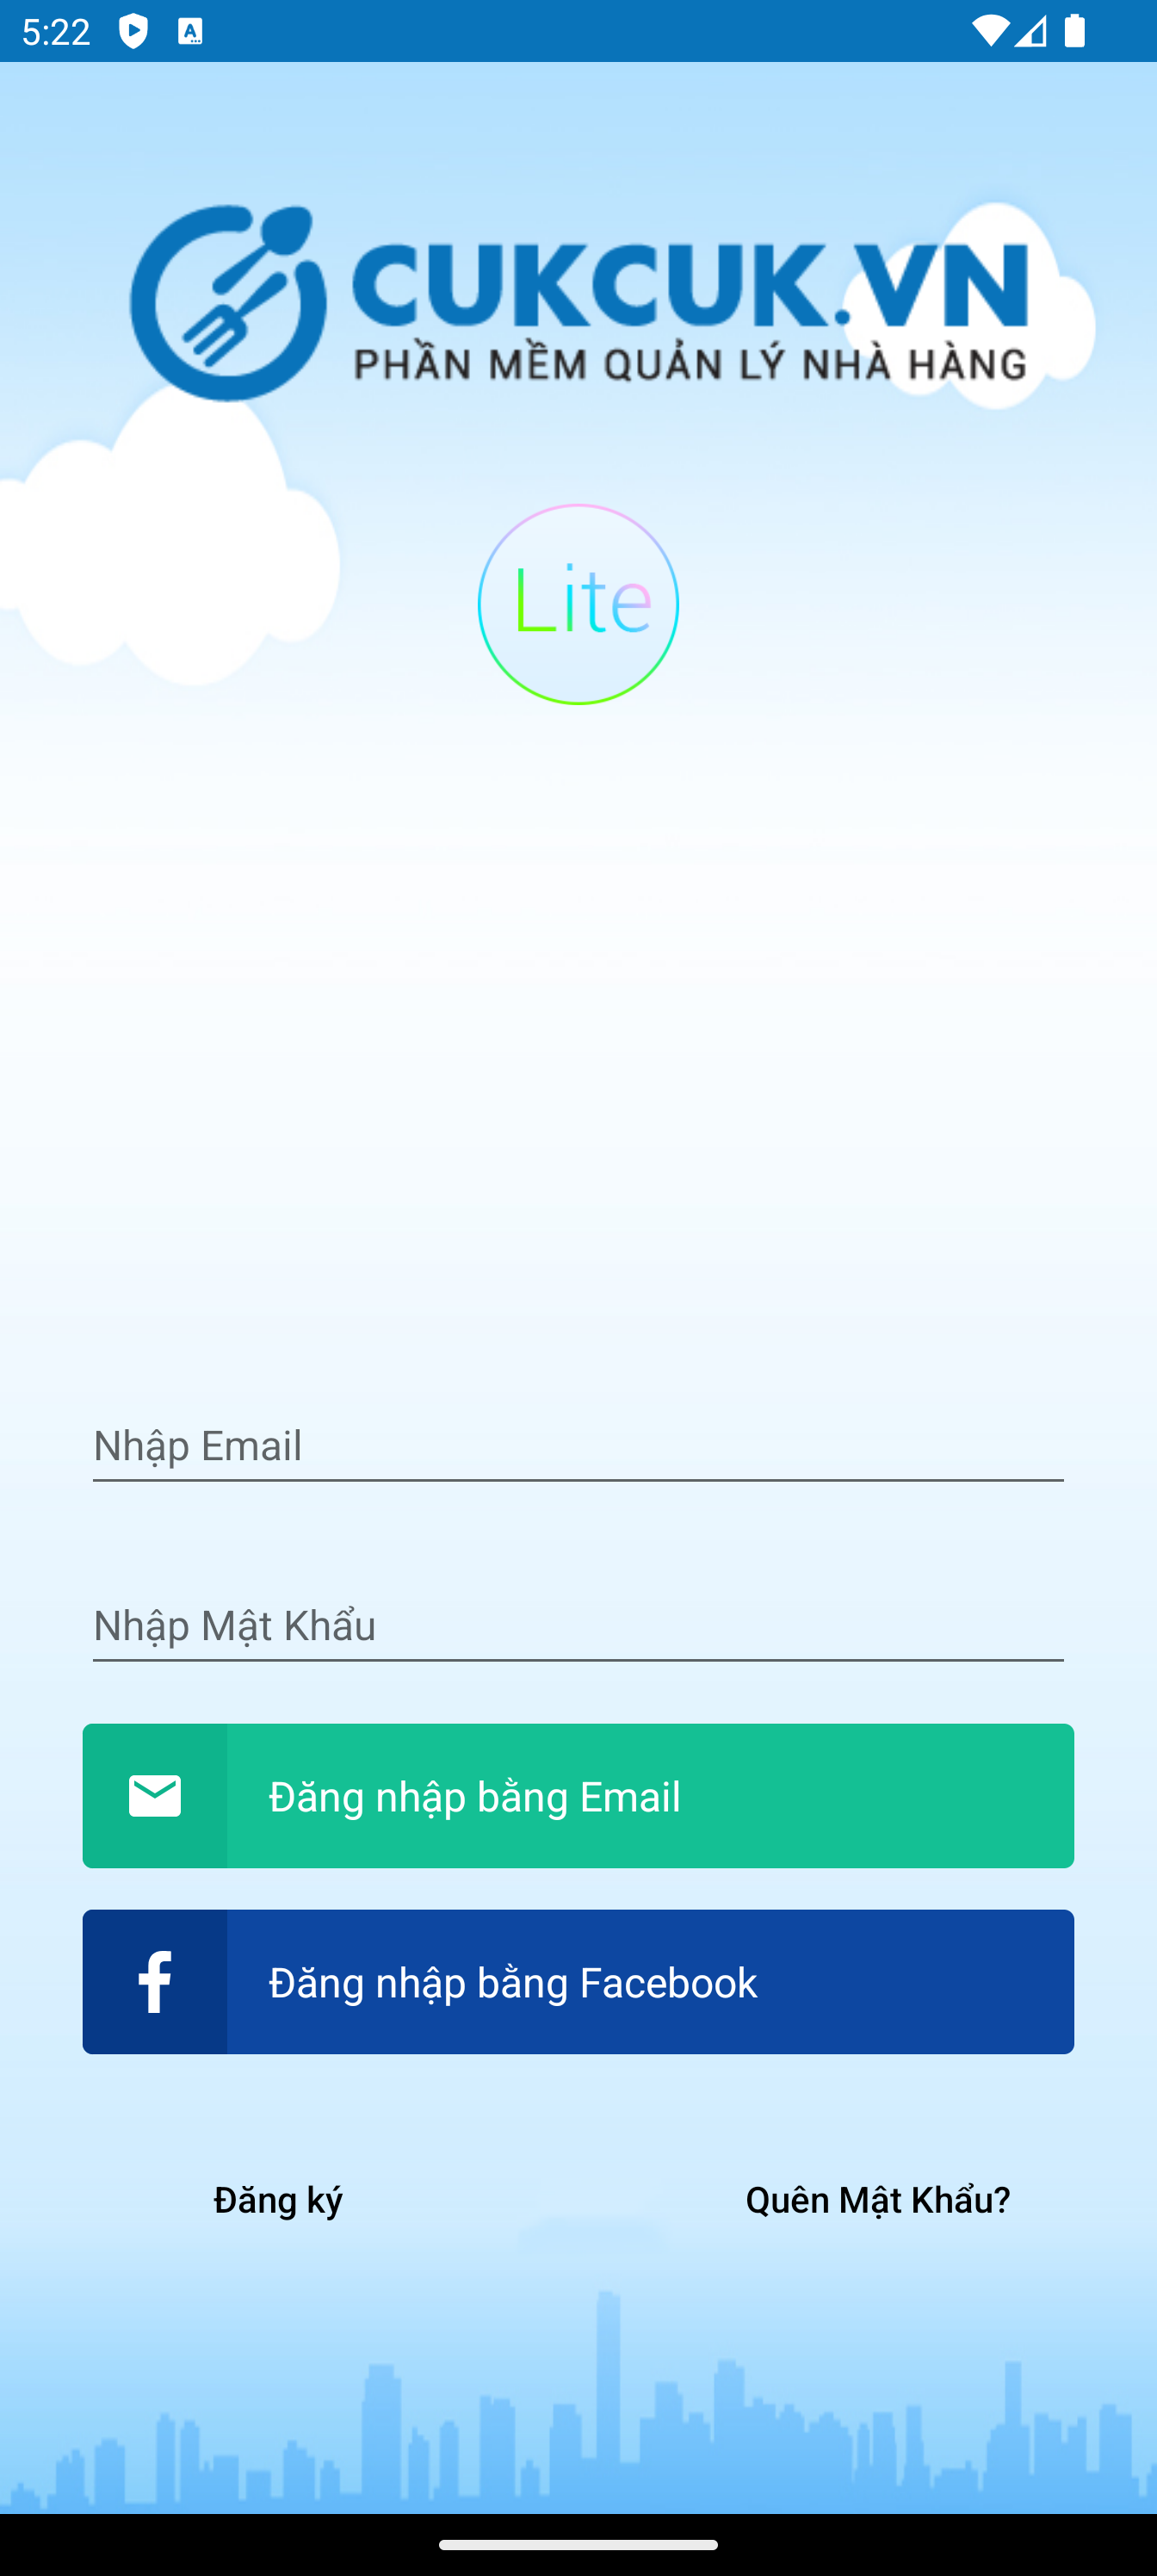 5:22
CUKCUK.VN
PHẦN MỀM QUẢN LÝ NHÀ HÀNG
Lite
Nhập Email
Nhập Mật Khẩu
Đăng nhập bằng Email
Đăng nhập bằng Facebook
Đăng ký
Quên Mật Khẩu?